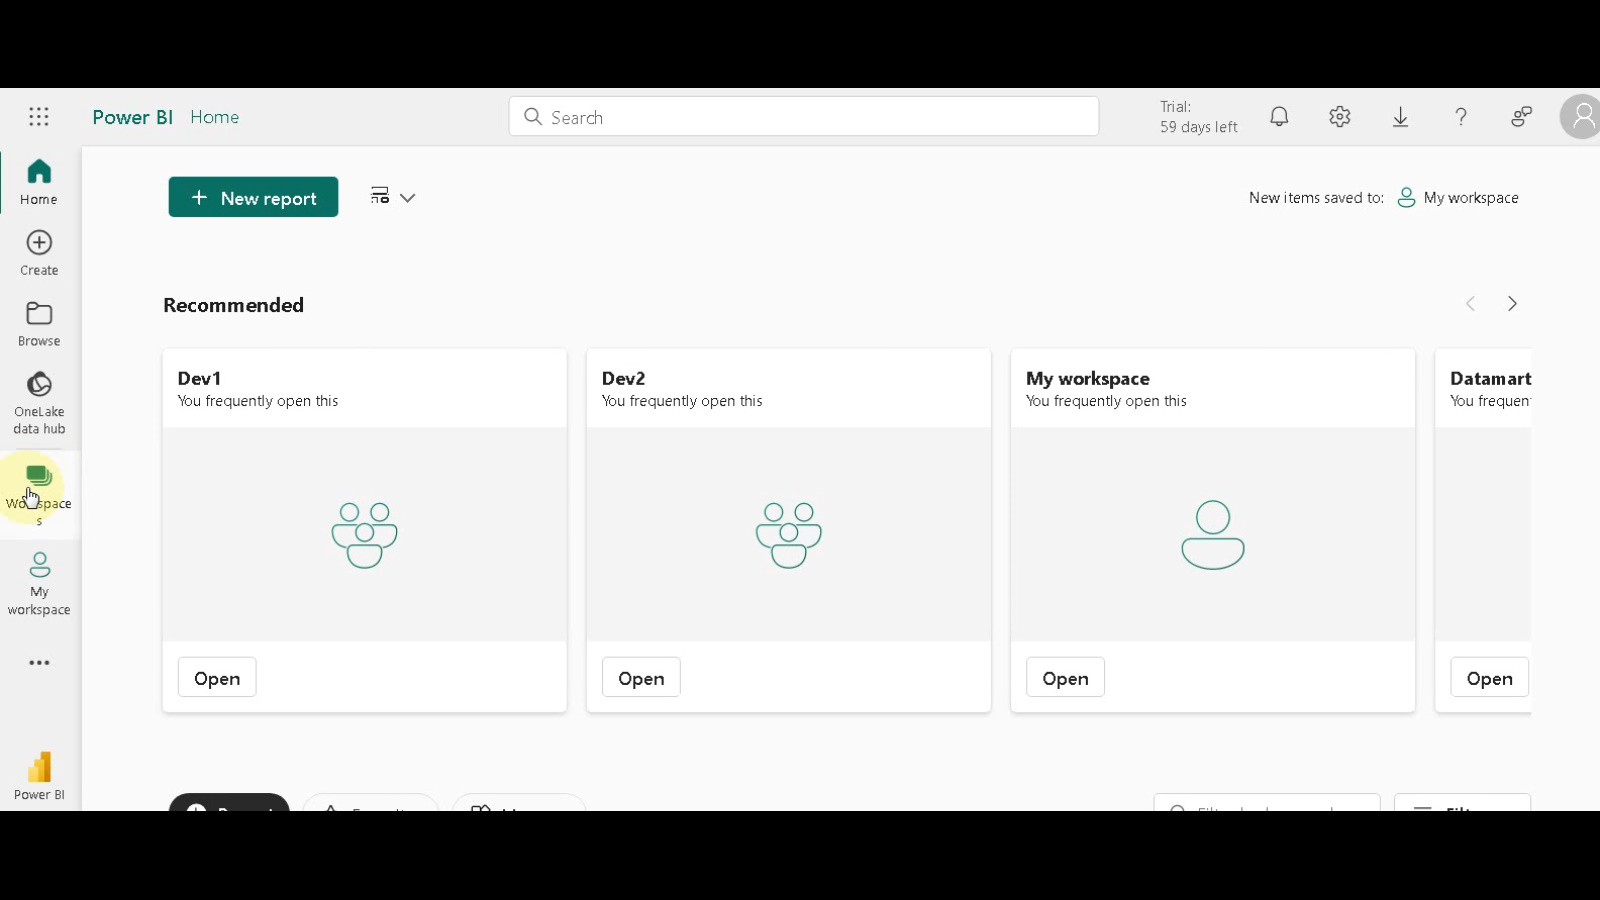 Power BI Home
Search
Trial:
59 days left
?
Home
Create
Browse
OneLake
data hub
Workspace
s
My
workspace
Power BI
New report
New items saved to: My workspace
Recommended
Dev1
You frequently open this
Open
Dev2
You frequently open this
Open
My workspace
You frequently open this
Open
Datamart
You frequen
Open